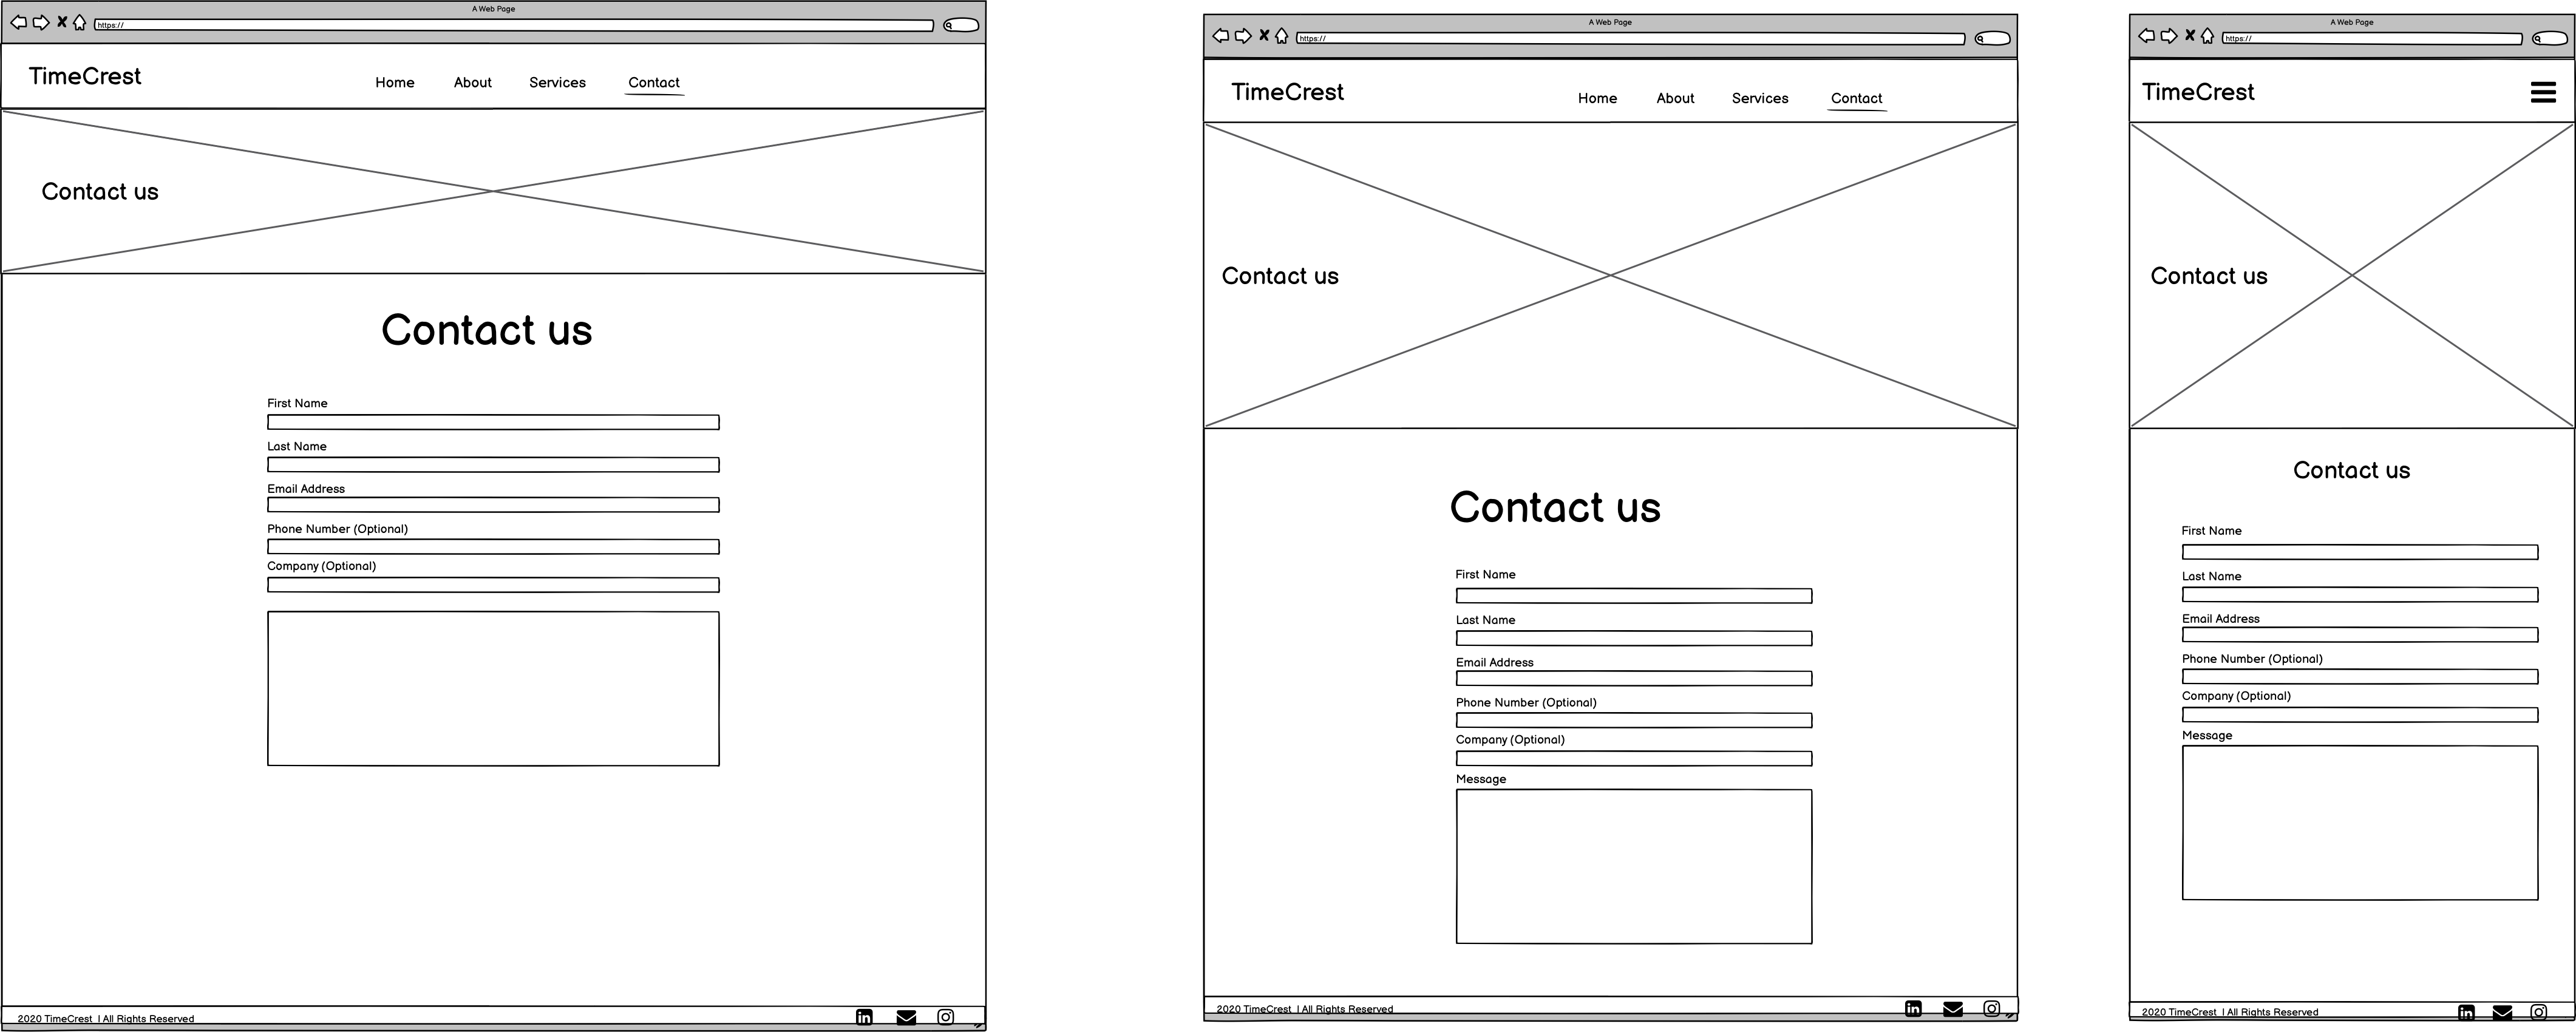 A Web Page
https://
TimeCrest
Home About Services Contact
Contact us
Contact us
First Name
Last Name
Email Address
Phone Number (Optional)
Company (Optional)
2020 TimeCrest | All Rights Reserved
in
A Web Page
https://
TimeCrest
Home About Services Contact
Contact us
Contact us
First Name
Last Name
Email Address
Phone Number (Optional)
Company (Optional)
Message
2020 TimeCrest | All Rights Reserved
in
A Web Page
https://
TimeCrest
Contact us
Contact us
First Name
Last Name
Email Address
Phone Number (Optional)
Company (Optional)
Message
2020 TimeCrest | All Rights Reserved
in